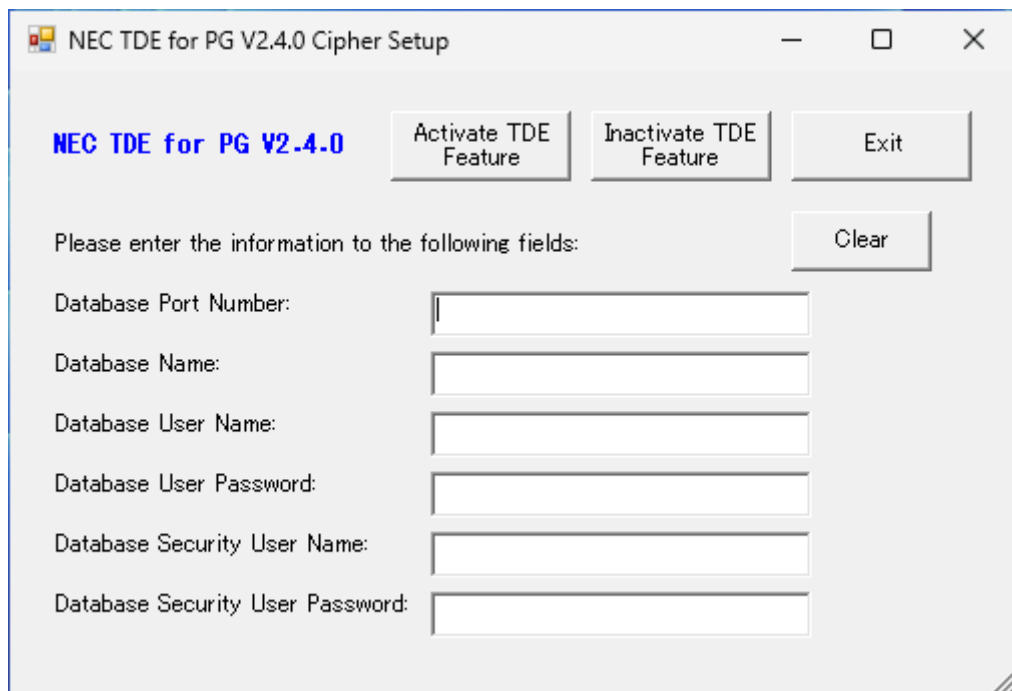 NEC TDE for PG V2.4.0 Cipher Setup
NEC TDE for PG V2.4.0
Activate TDE
Feature
Inactivate TDE
Feature
Exit
Please enter the information to the following fields:
Clear
Database Port Number:
Database Name:
Database User Name:
Database User Password:
Database Security User Name:
Database Security User Password: